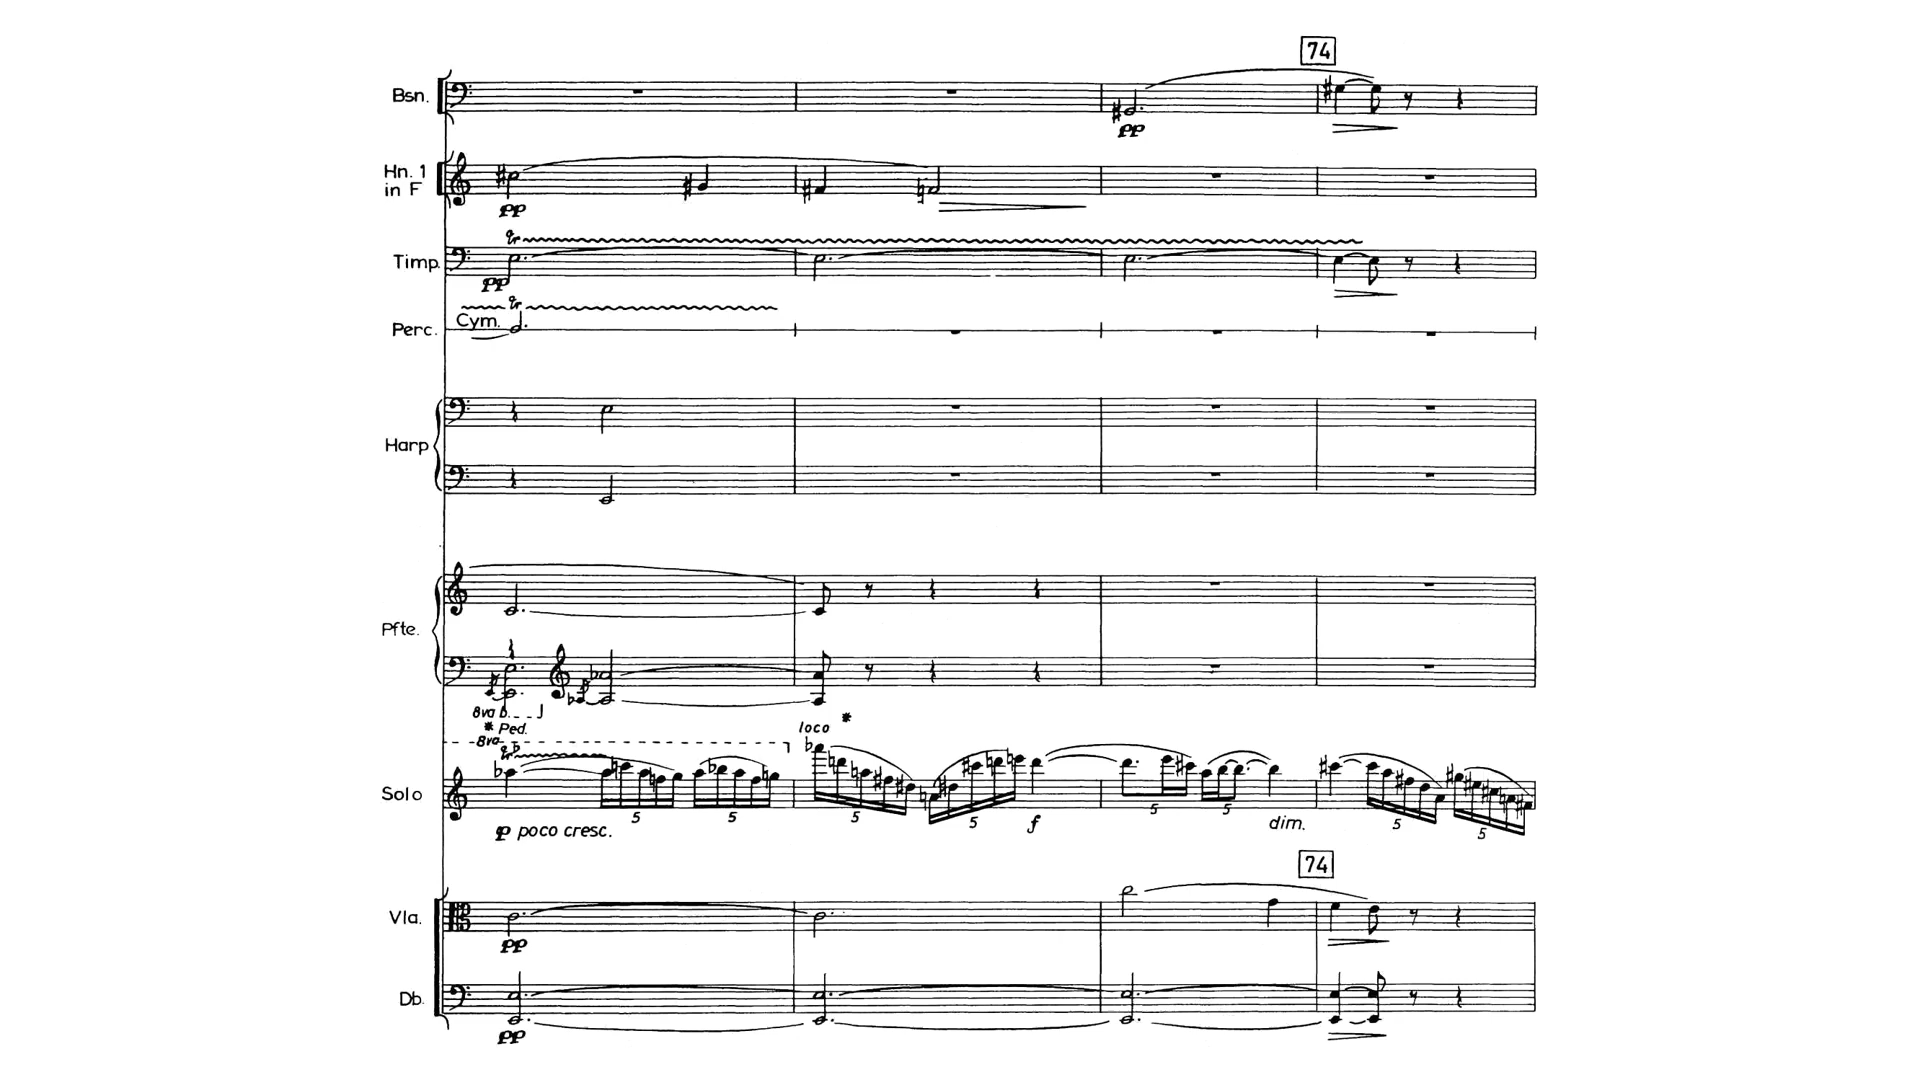 74
Bsn.
pp
Hn. 1
in F
pp
tr
Timp.
pp
tr
Cym.
Perc.
Harp
Pfte.
8va b.
* Ped.
*
8va
loco
tr
Solo
5
5
5
5
5
5
5
5
p poco cresc.
f
dim.
74
Vla.
pp
Db.
pp